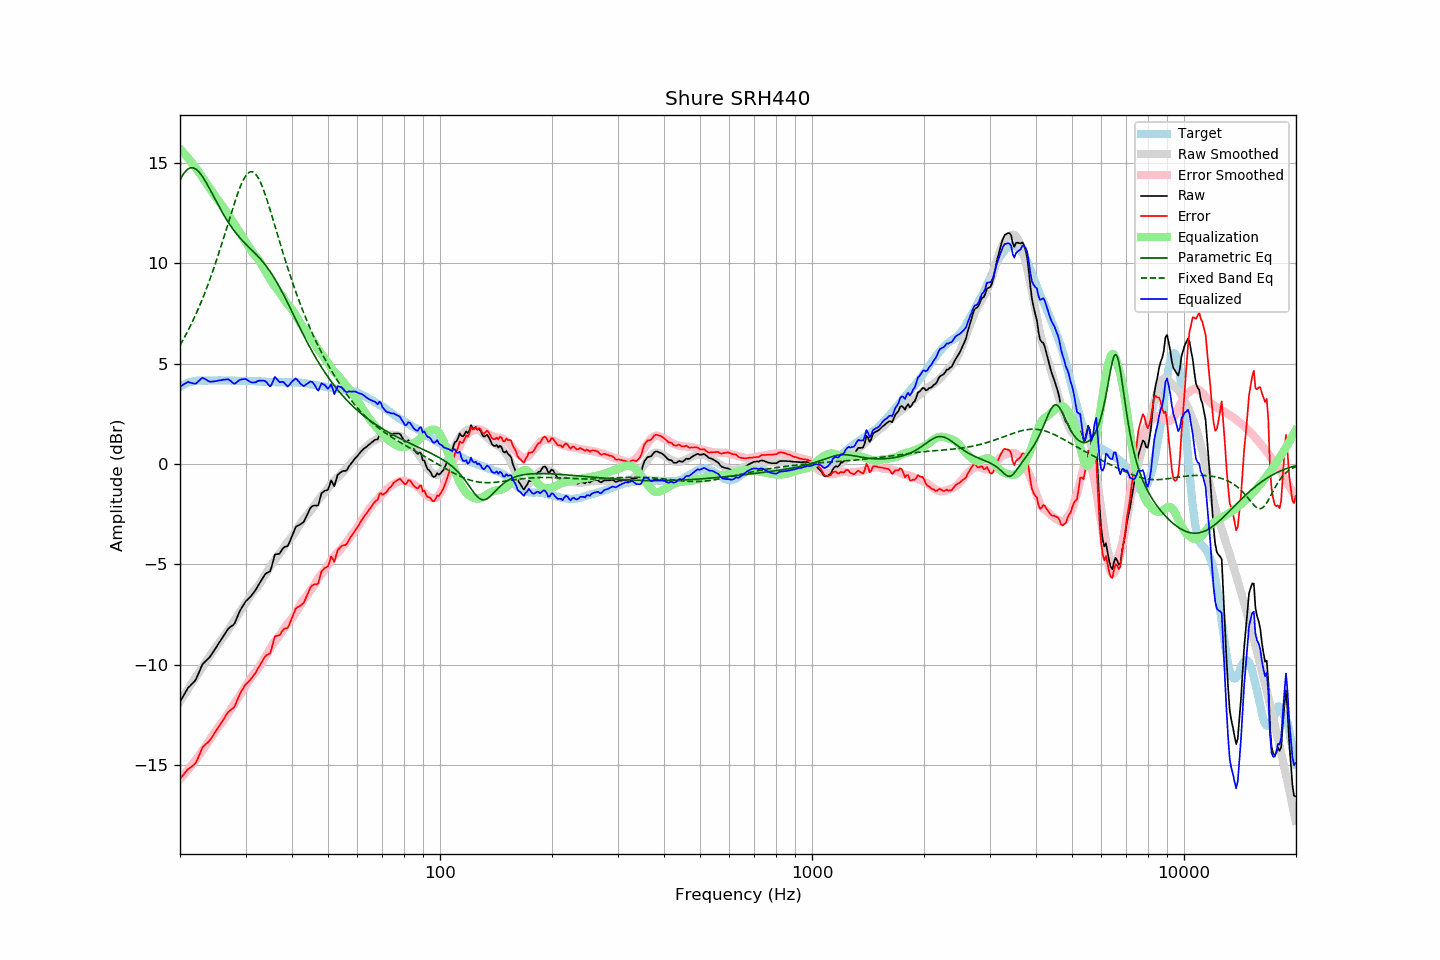 Shure SRH440
Target
Raw Smoothed
Error Smoothed
Raw
Error
Equalization
Parametric Eq
Fixed Band Eq
Equalized
15
10
5
0
−5
−10
−15
Amplitude (dBr)
100
1000
10000
Frequency (Hz)